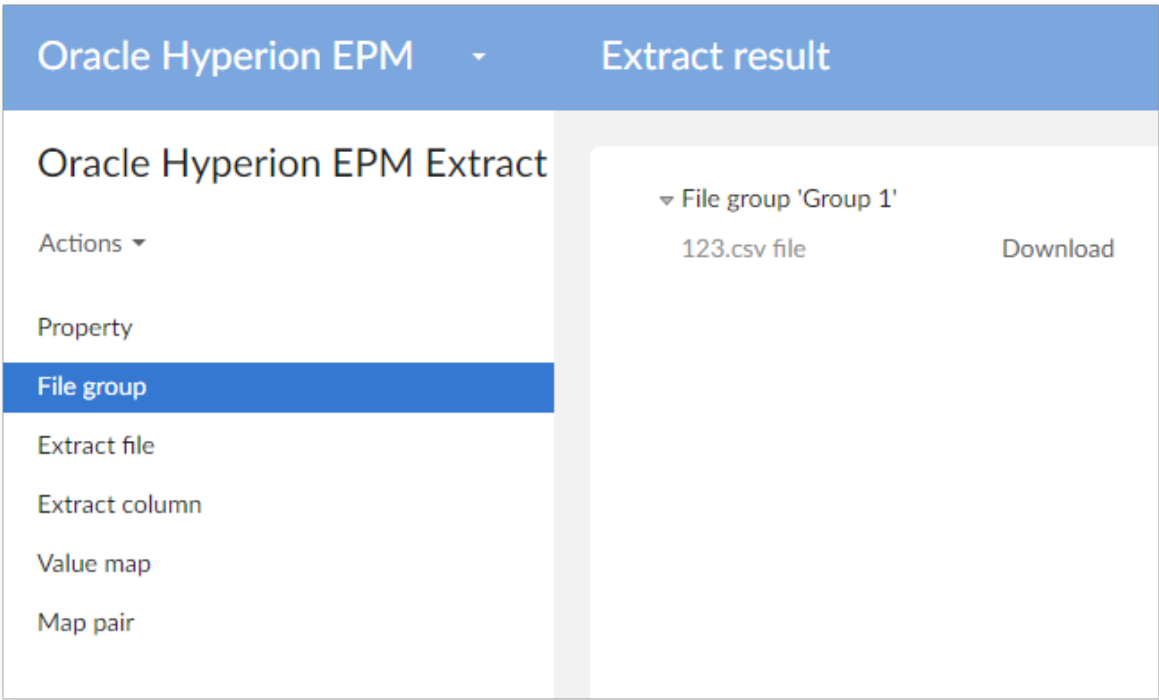 Oracle Hyperion EPM
Extract result
Oracle Hyperion EPM Extract
Actions
Property
File group
Extract file
Extract column
Value map
Map pair
File group 'Group 1'
123.csv file Download